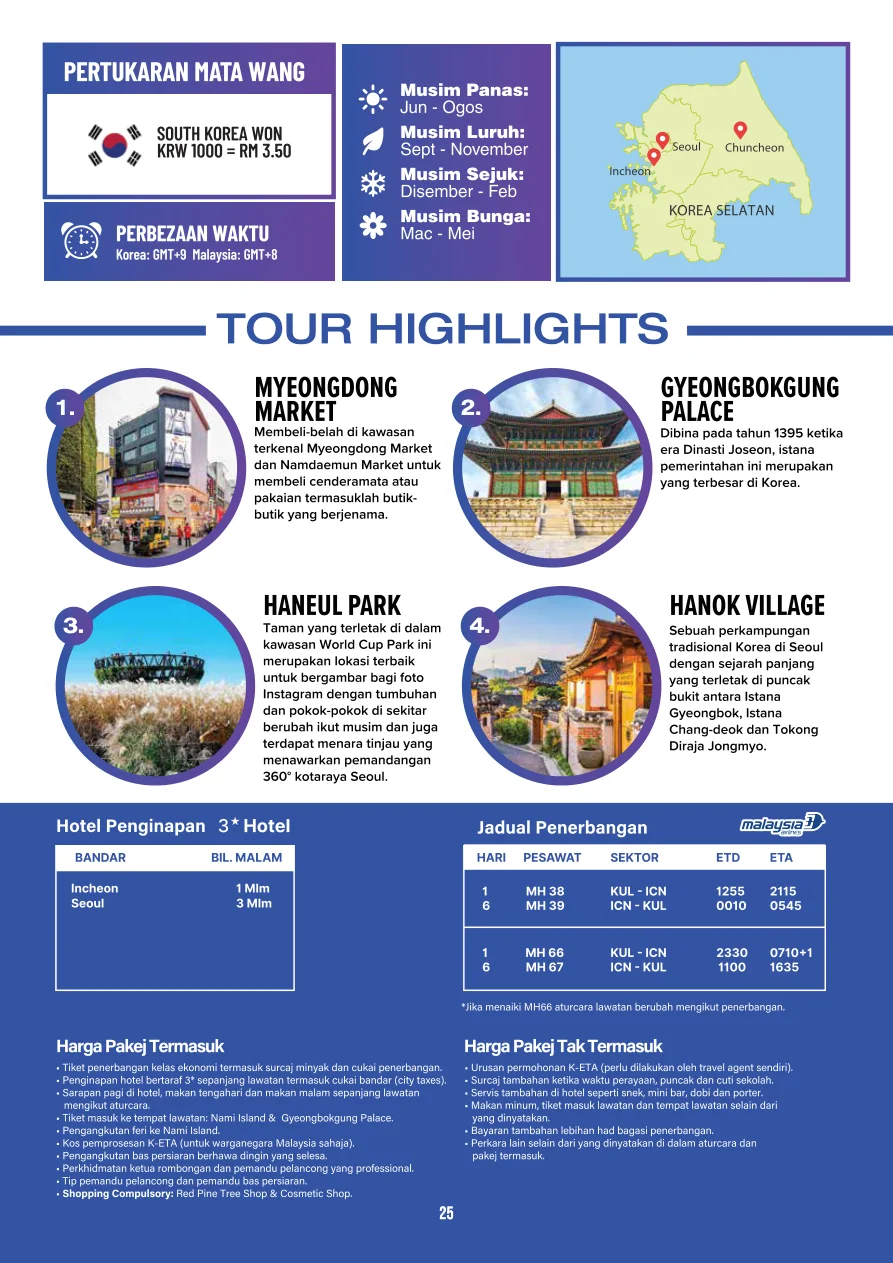 PERTUKARAN MATA WANG
SOUTH KOREA WON
KRW 1000 = RM 3.50
PERBEZAAN WAKTU
Korea: GMT+9 Malaysia: GMT+8
Musim Panas:
Jun - Ogos
Musim Luruh:
Sept - November
Musim Sejuk:
Disember - Feb
Musim Bunga:
Mac - Mei
Seoul
Chuncheon
Incheon
KOREA SELATAN
TOUR HIGHLIGHTS
1.
MYEONGDONG
MARKET
Membeli-belah di kawasan
terkenal Myeongdong Market
dan Namdaemun Market untuk
membeli cenderamata atau
pakaian termasuklah butik-
butik yang berjenama.
2.
GYEONGBOKGUNG
PALACE
Dibina pada tahun 1395 ketika
era Dinasti Joseon, istana
pemerintahan ini merupakan
yang terbesar di Korea.
3.
HANEUL PARK
Taman yang terletak di dalam
kawasan World Cup Park ini
merupakan lokasi terbaik
untuk bergambar bagi foto
Instagram dengan tumbuhan
dan pokok-pokok di sekitar
berubah ikut musim dan juga
terdapat menara tinjau yang
menawarkan pemandangan
360° kotaraya Seoul.
4.
HANOK VILLAGE
Sebuah perkampungan
tradisional Korea di Seoul
dengan sejarah panjang
yang terletak di puncak
bukit antara Istana
Gyeongbok, Istana
Chang-deok dan Tokong
Diraja Jongmyo.
Hotel Penginapan 3★ Hotel
BANDAR BIL. MALAM
Incheon 1 Mlm
Seoul 3 Mlm
Jadual Penerbangan
malaysia
airlines
HARI PESAWAT SEKTOR ETD ETA
1 MH 38 KUL - ICN 1255 2115
6 MH 39 ICN - KUL 0010 0545
1 MH 66 KUL - ICN 2330 0710+1
6 MH 67 ICN - KUL 1100 1635
*Jika menaiki MH66 aturcara lawatan berubah mengikut penerbangan.
Harga Pakej Termasuk
• Tiket penerbangan kelas ekonomi termasuk surcaj minyak dan cukai penerbangan.
• Penginapan hotel bertaraf 3* sepanjang lawatan termasuk cukai bandar (city taxes).
• Sarapan pagi di hotel, makan tengahari dan makan malam sepanjang lawatan
mengikut aturcara.
• Tiket masuk ke tempat lawatan: Nami Island & Gyeongbokgung Palace.
• Pengangkutan feri ke Nami Island.
• Kos pemprosesan K-ETA (untuk warganegara Malaysia sahaja).
• Pengangkutan bas persiaran berhawa dingin yang selesa.
• Perkhidmatan ketua rombongan dan pemandu pelancong yang professional.
• Tip pemandu pelancong dan pemandu bas persiaran.
• Shopping Compulsory: Red Pine Tree Shop & Cosmetic Shop.
Harga Pakej Tak Termasuk
• Urusan permohonan K-ETA (perlu dilakukan oleh travel agent sendiri).
• Surcaj tambahan ketika waktu perayaan, puncak dan cuti sekolah.
• Servis tambahan di hotel seperti snek, mini bar, dobi dan porter.
• Makan minum, tiket masuk lawatan dan tempat lawatan selain dari
yang dinyatakan.
• Bayaran tambahan lebihan had bagasi penerbangan.
• Perkara lain selain dari yang dinyatakan di dalam aturcara dan
pakej termasuk.
25